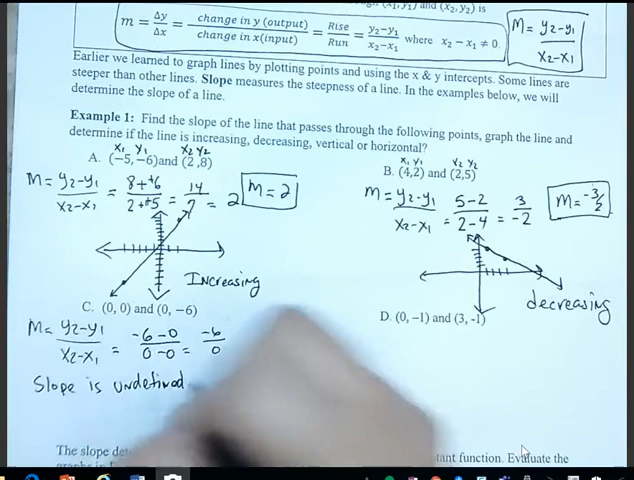 (x₁, y₁) and (x₂, y₂) is
m = Δy/Δx = change in y (output)/change in x(input) = Rise/Run = y₂−y₁/x₂−x₁ where x₂ − x₁ ≠ 0.
M = y₂-y₁/x₂-x₁
Earlier we learned to graph lines by plotting points and using the x & y intercepts. Some lines are
steeper than other lines. Slope measures the steepness of a line. In the examples below, we will
determine the slope of a line.
Example 1: Find the slope of the line that passes through the following points, graph the line and
determine if the line is increasing, decreasing, vertical or horizontal?
x₁ y₁ x₂ y₂
A. (−5, −6)and (2 ,8)
M = y₂-y₁/x₂-x₁ = 8++6/2++5 = 14/7 = 2 M = 2
Increasing
x₁ y₁ x₂ y₂
B. (4,2) and (2,5)
M = y₂-y₁/x₂-x₁ = 5-2/2-4 = 3/-2 M = -3/2
decreasing
C. (0, 0) and (0, −6)
M = y₂-y₁/x₂-x₁ = -6-0/0-0 = -6/0
Slope is undefined
D. (0, −1) and (3, -1)
The slope
tant function. Evaluate the